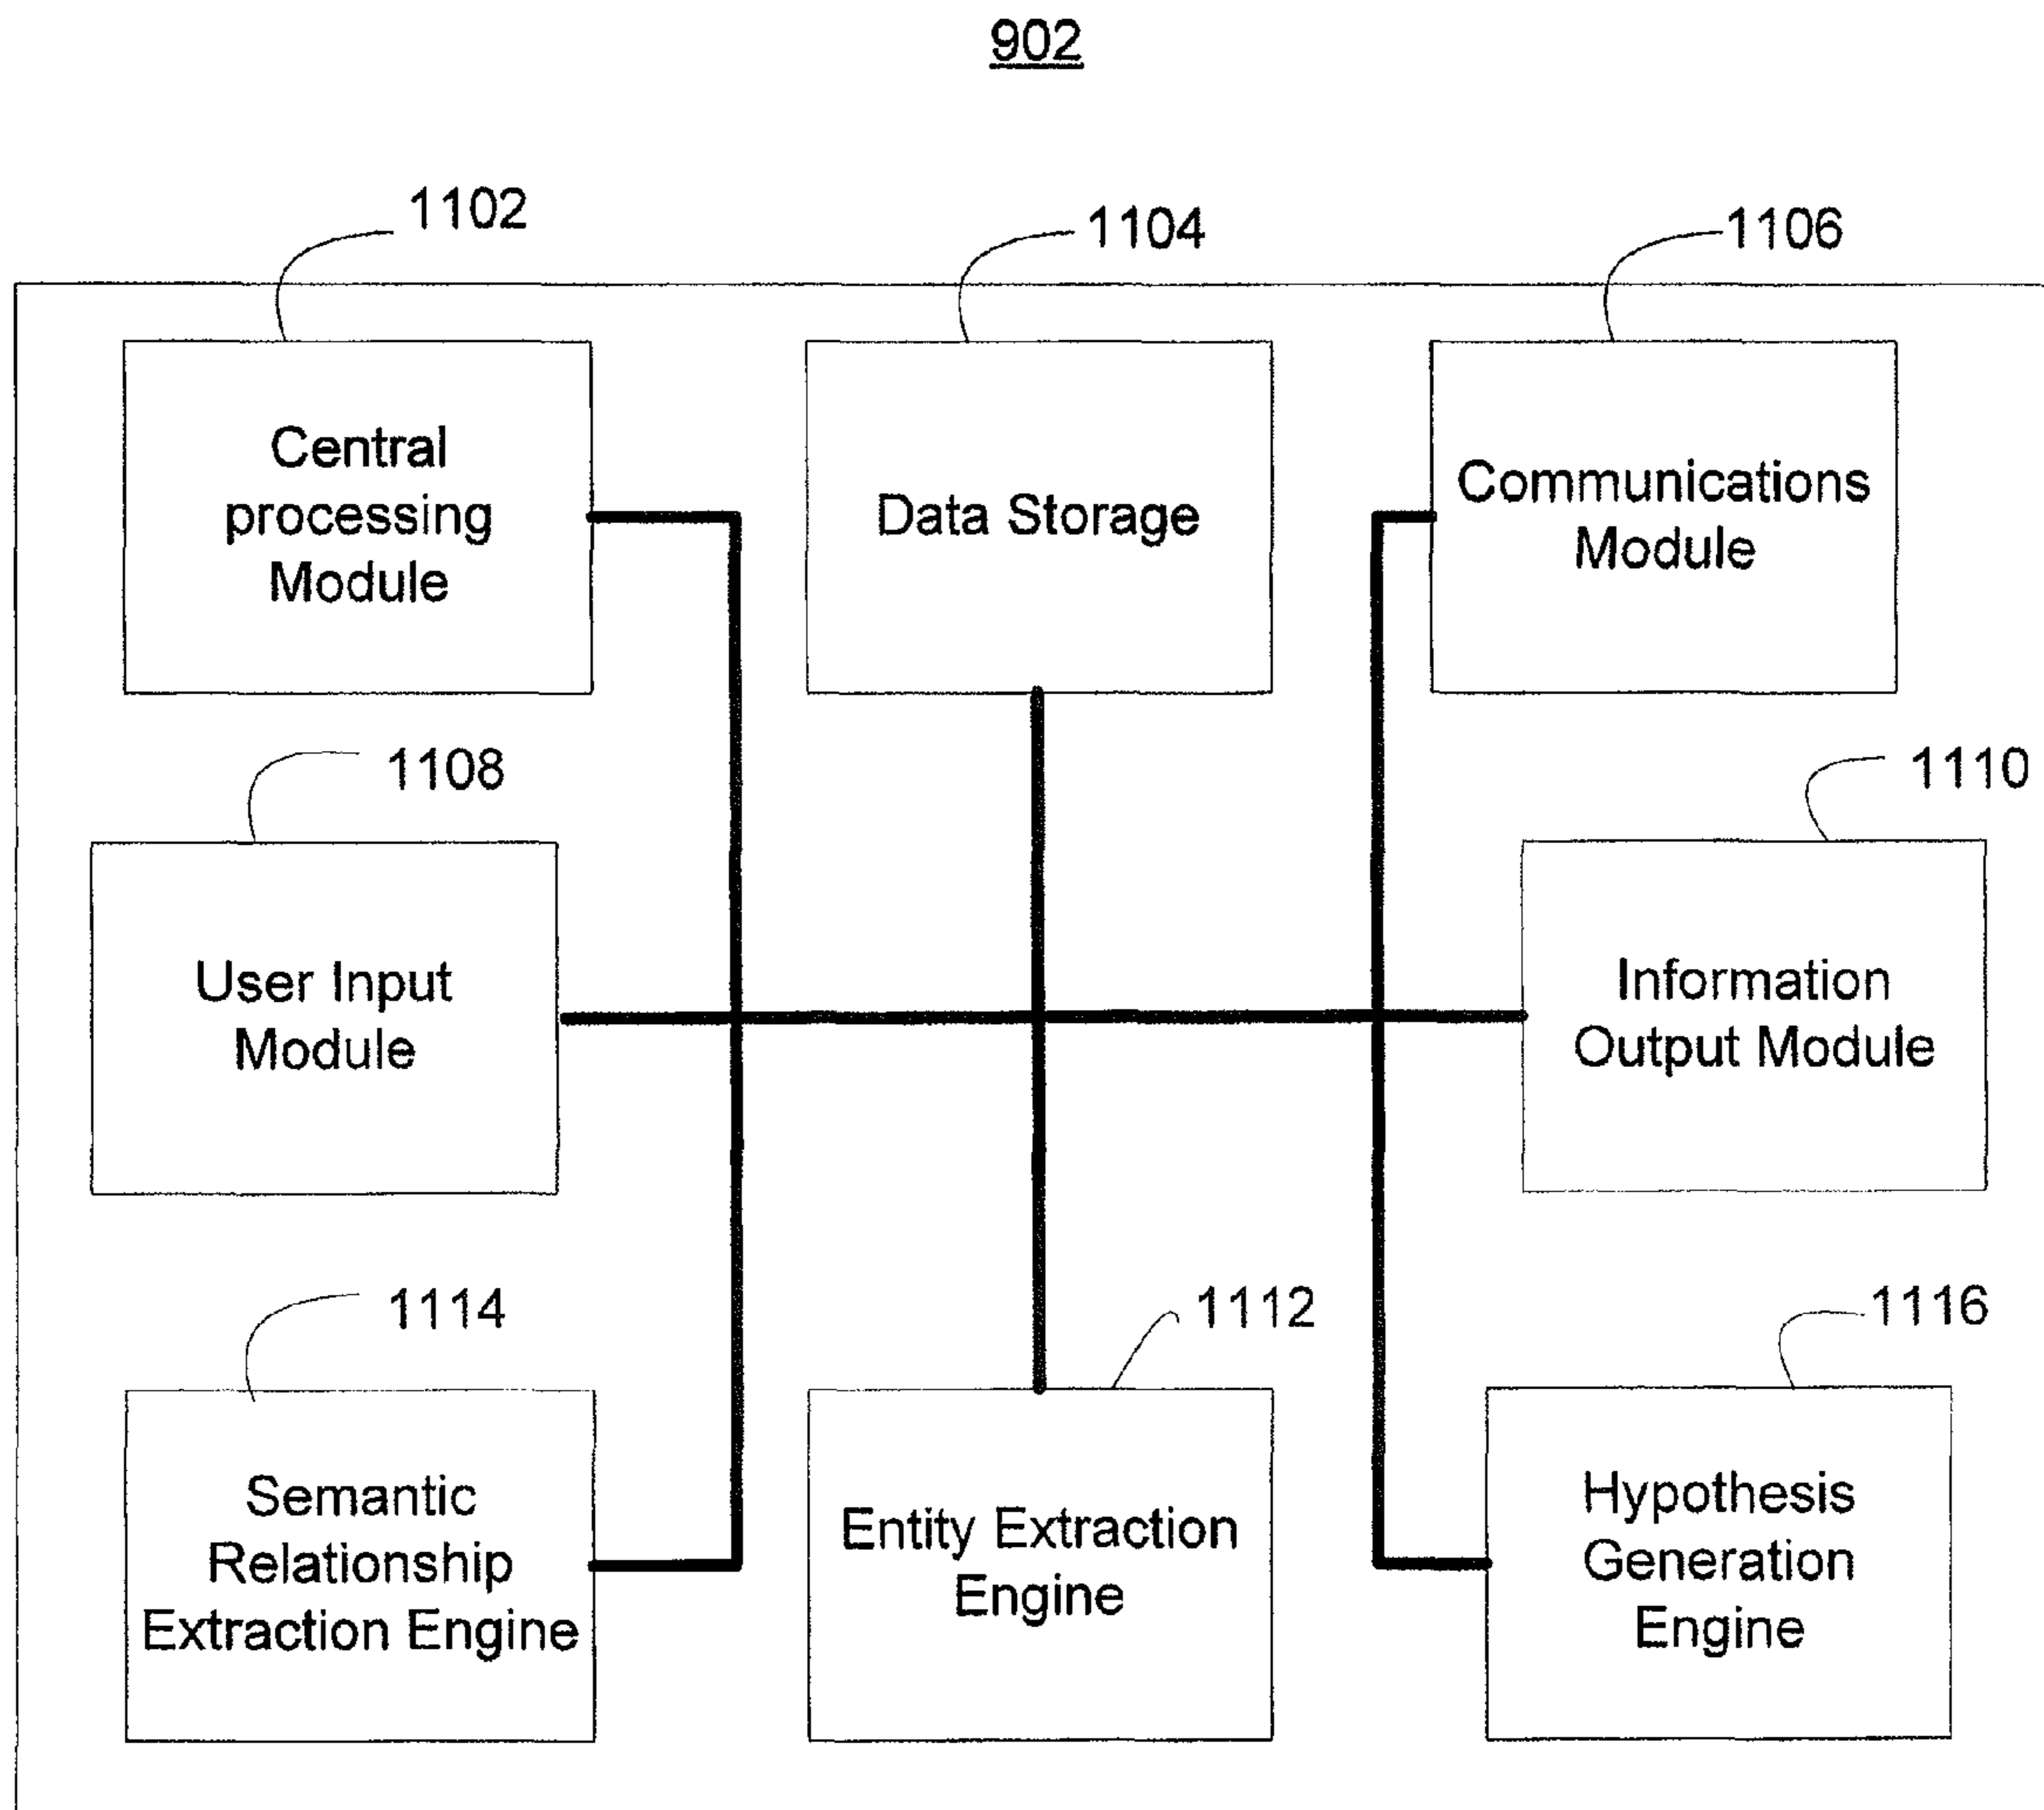 902
1102
1104
1106
Central
processing
Module
Data Storage
Communications
Module
1108
1110
User Input
Module
Information
Output Module
1114
1112
1116
Semantic
Relationship
Extraction Engine
Entity Extraction
Engine
Hypothesis
Generation
Engine